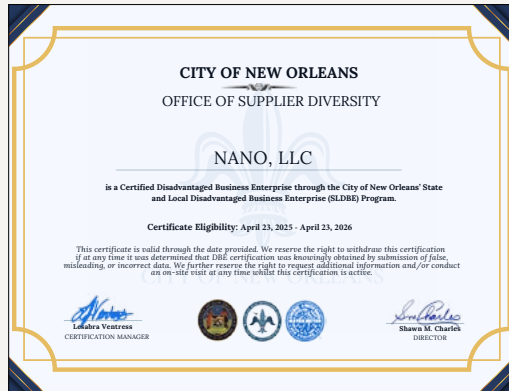 CITY OF NEW ORLEANS
OFFICE OF SUPPLIER DIVERSITY
NANO, LLC
is a Certified Disadvantaged Business Enterprise through the City of New Orleans' State
and Local Disadvantaged Business Enterprise (SLDBE) Program.
Certificate Eligibility: April 23, 2025 - April 23, 2026
This certificate is valid through the date provided. We reserve the right to withdraw this certification
if at any time it was determined that DBE certification was knowingly obtained by submission of false,
misleading, or incorrect data. We further reserve the right to request additional information and/or conduct
an on-site visit at any time whilst this certification is active.
CITY OF NEW ORLEANS
Lesabra Ventress
CERTIFICATION MANAGER
Shawn M. Charles
DIRECTOR